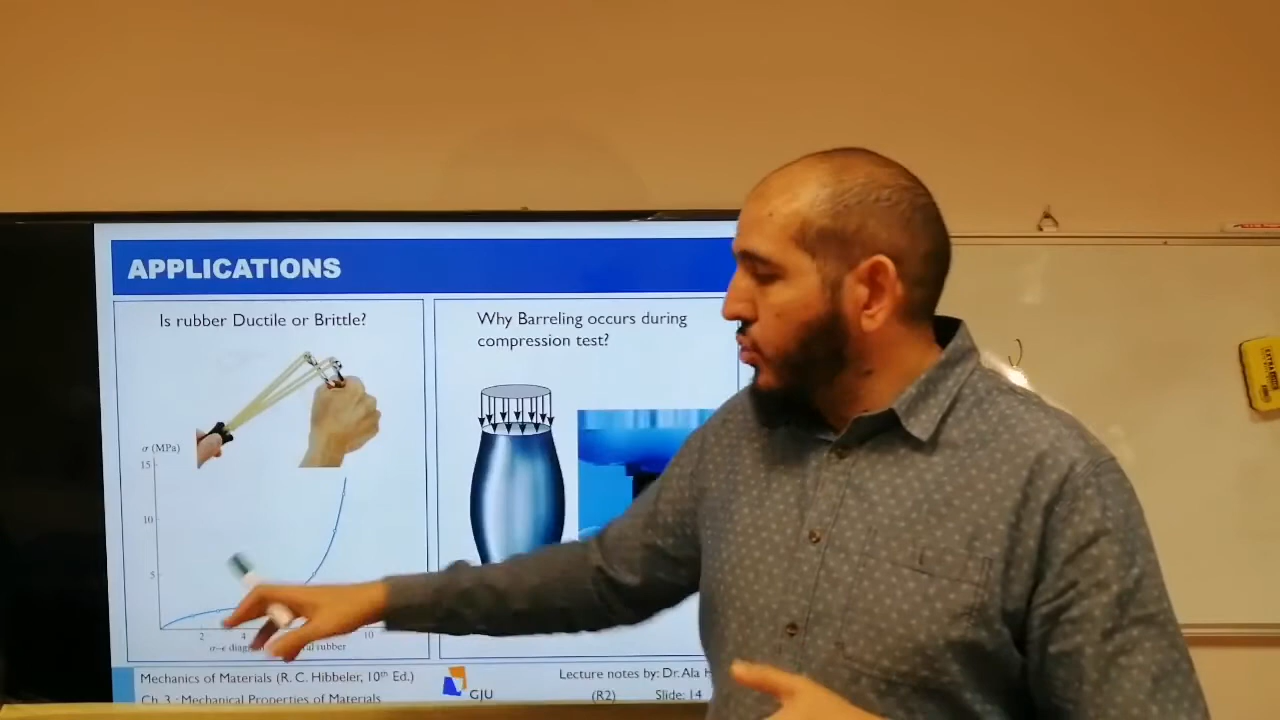 APPLICATIONS
Is rubber Ductile or Brittle?
σ (MPa)
15
10
5
2
4
10
σ–ϵ rubber
Why Barreling occurs during
compression test?
Mechanics of Materials (R. C. Hibbeler, 10th Ed.)
Ch. 3 : Mechanical Properties of Materials
GJU
Lecture notes by: Dr. Ala
(R2) Slide: 14
EXTRA